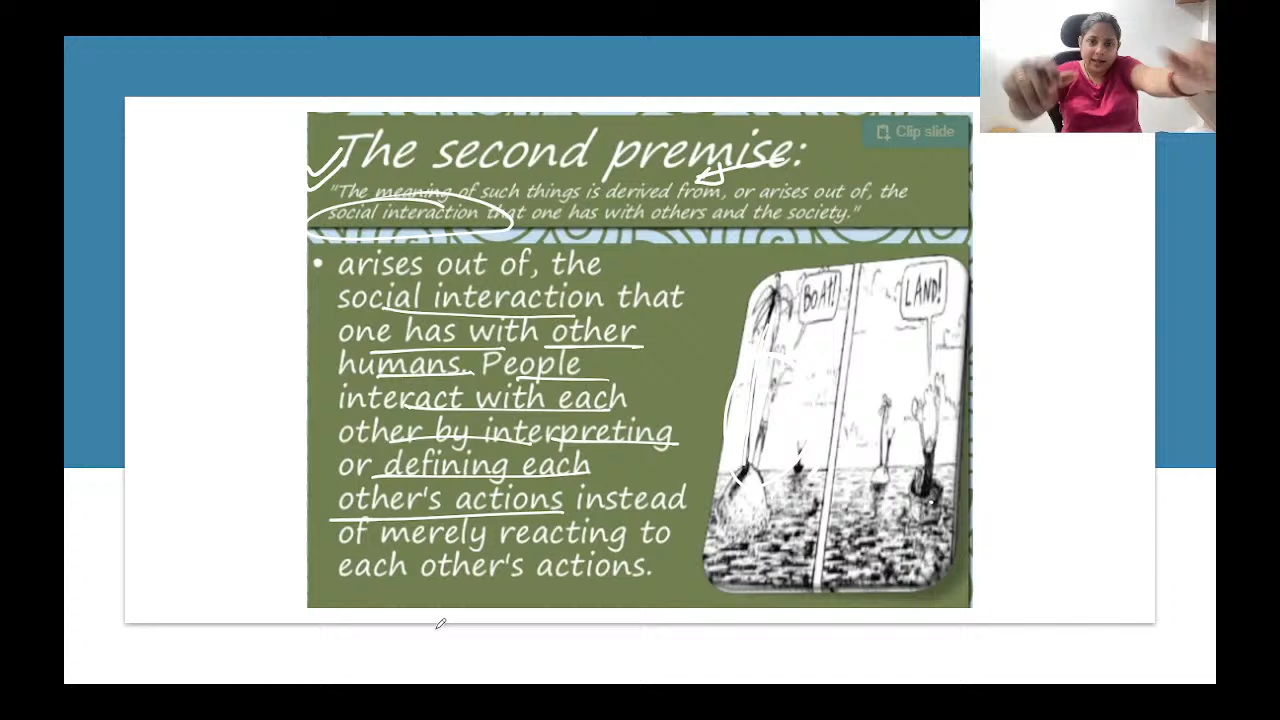 Clip slide
The second premise:
"The meaning of such things is derived from, or arises out of, the
social interaction that one has with others and the society."
• arises out of, the
social interaction that
one has with other
humans. People
interact with each
other by interpreting
or defining each
other's actions instead
of merely reacting to
each other's actions.
BOAT!
LAND!